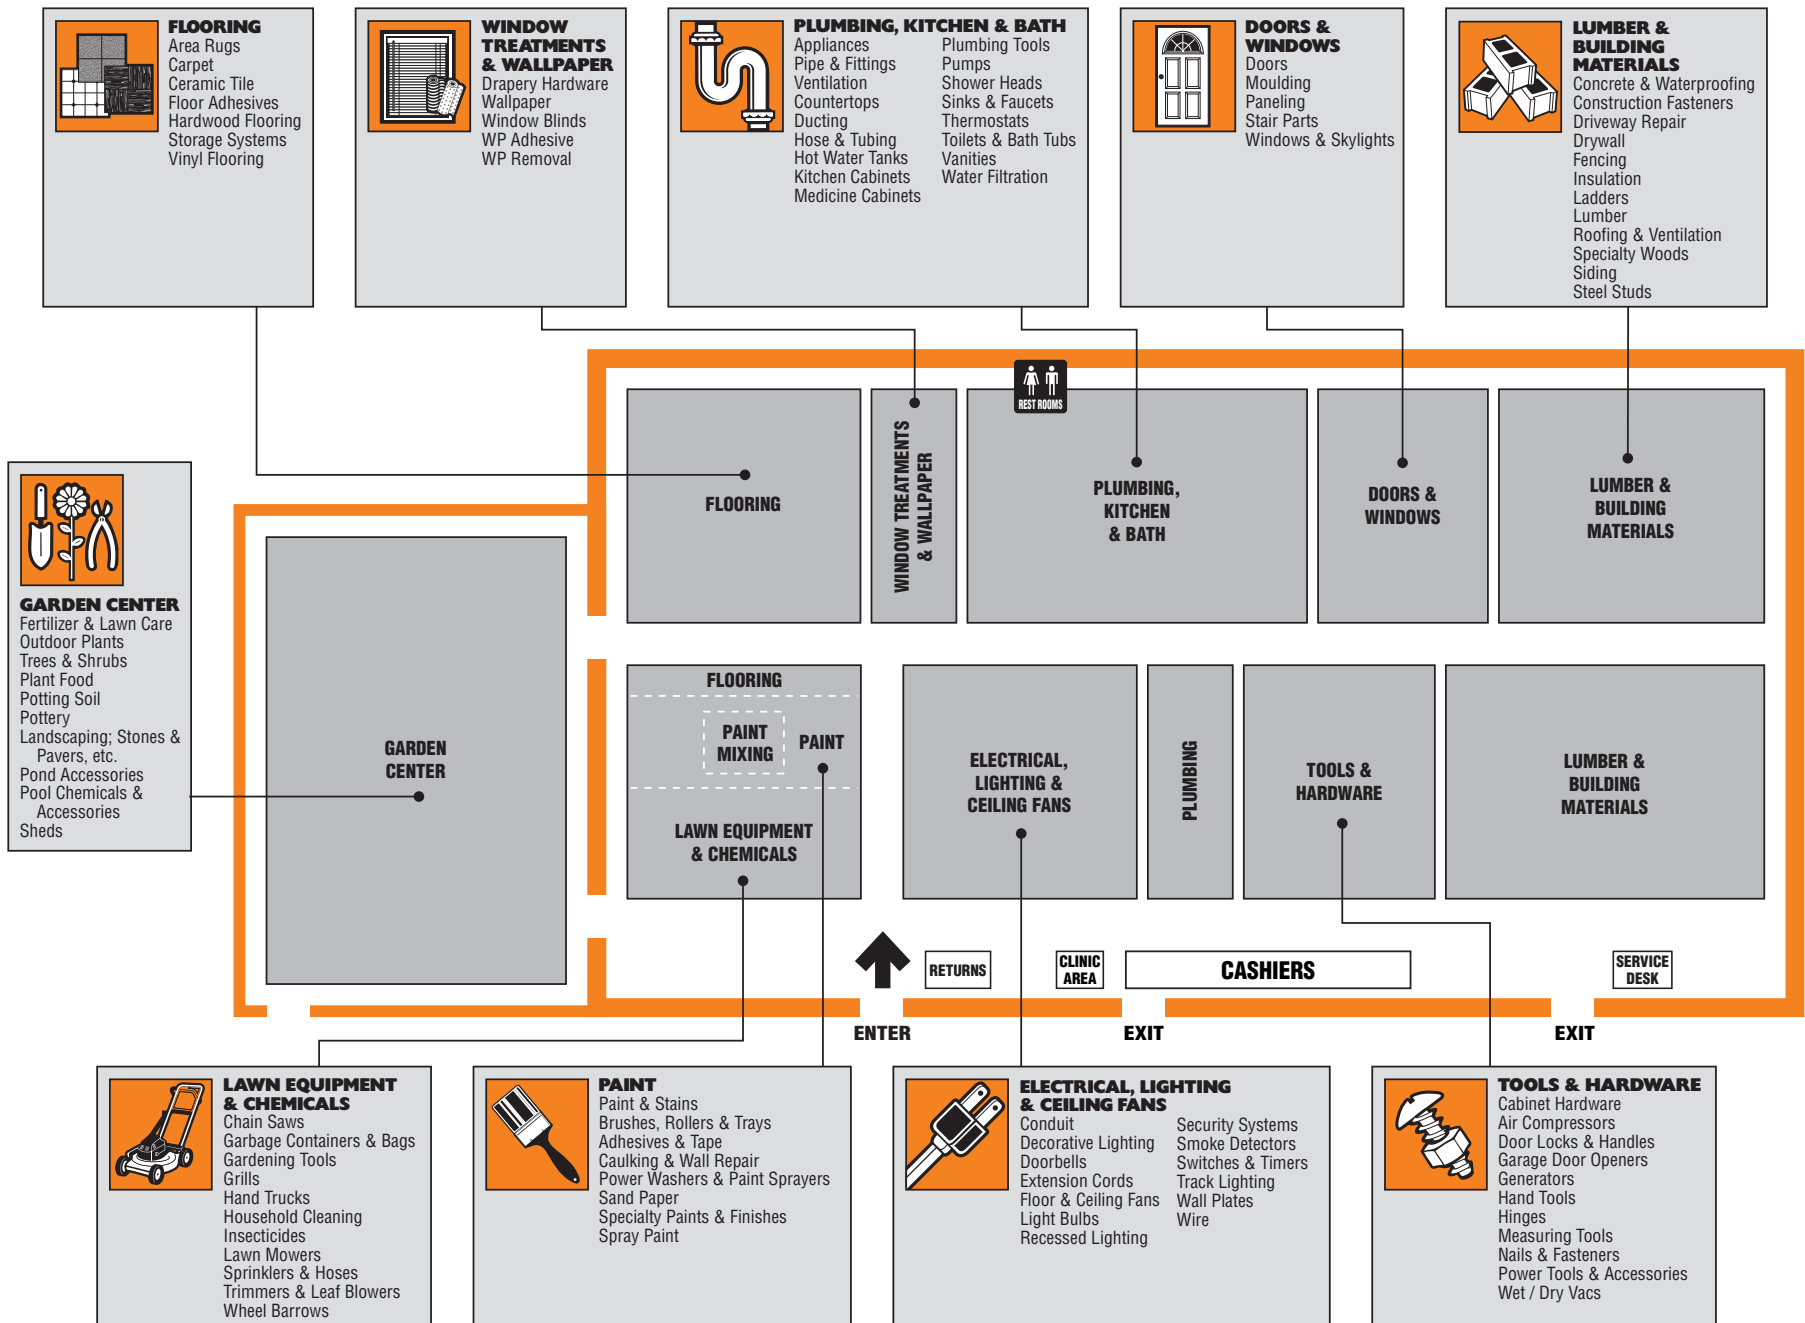 FLOORING
Area Rugs
Carpet
Ceramic Tile
Floor Adhesives
Hardwood Flooring
Storage Systems
Vinyl Flooring
WINDOW
TREATMENTS
& WALLPAPER
Drapery Hardware
Wallpaper
Window Blinds
WP Adhesive
WP Removal
PLUMBING, KITCHEN & BATH
Appliances
Pipe & Fittings
Ventilation
Countertops
Ducting
Hose & Tubing
Hot Water Tanks
Kitchen Cabinets
Medicine Cabinets
Plumbing Tools
Pumps
Shower Heads
Sinks & Faucets
Thermostats
Toilets & Bath Tubs
Vanities
Water Filtration
DOORS &
WINDOWS
Doors
Moulding
Paneling
Stair Parts
Windows & Skylights
LUMBER &
BUILDING
MATERIALS
Concrete & Waterproofing
Construction Fasteners
Driveway Repair
Drywall
Fencing
Insulation
Ladders
Lumber
Roofing & Ventilation
Specialty Woods
Siding
Steel Studs
GARDEN CENTER
Fertilizer & Lawn Care
Outdoor Plants
Trees & Shrubs
Plant Food
Potting Soil
Pottery
Landscaping; Stones &
Pavers, etc.
Pond Accessories
Pool Chemicals &
Accessories
Sheds
FLOORING
WINDOW TREATMENTS
& WALLPAPER
REST ROOMS
PLUMBING,
KITCHEN
& BATH
DOORS &
WINDOWS
LUMBER &
BUILDING
MATERIALS
GARDEN
CENTER
FLOORING
PAINT
MIXING
PAINT
LAWN EQUIPMENT
& CHEMICALS
ELECTRICAL,
LIGHTING &
CEILING FANS
PLUMBING
TOOLS &
HARDWARE
LUMBER &
BUILDING
MATERIALS
RETURNS
CLINIC
AREA
CASHIERS
SERVICE
DESK
ENTER
EXIT
EXIT
LAWN EQUIPMENT
& CHEMICALS
Chain Saws
Garbage Containers & Bags
Gardening Tools
Grills
Hand Trucks
Household Cleaning
Insecticides
Lawn Mowers
Sprinklers & Hoses
Trimmers & Leaf Blowers
Wheel Barrows
PAINT
Paint & Stains
Brushes, Rollers & Trays
Adhesives & Tape
Caulking & Wall Repair
Power Washers & Paint Sprayers
Sand Paper
Specialty Paints & Finishes
Spray Paint
ELECTRICAL, LIGHTING
& CEILING FANS
Conduit
Decorative Lighting
Doorbells
Extension Cords
Floor & Ceiling Fans
Light Bulbs
Recessed Lighting
Security Systems
Smoke Detectors
Switches & Timers
Track Lighting
Wall Plates
Wire
TOOLS & HARDWARE
Cabinet Hardware
Air Compressors
Door Locks & Handles
Garage Door Openers
Generators
Hand Tools
Hinges
Measuring Tools
Nails & Fasteners
Power Tools & Accessories
Wet / Dry Vacs